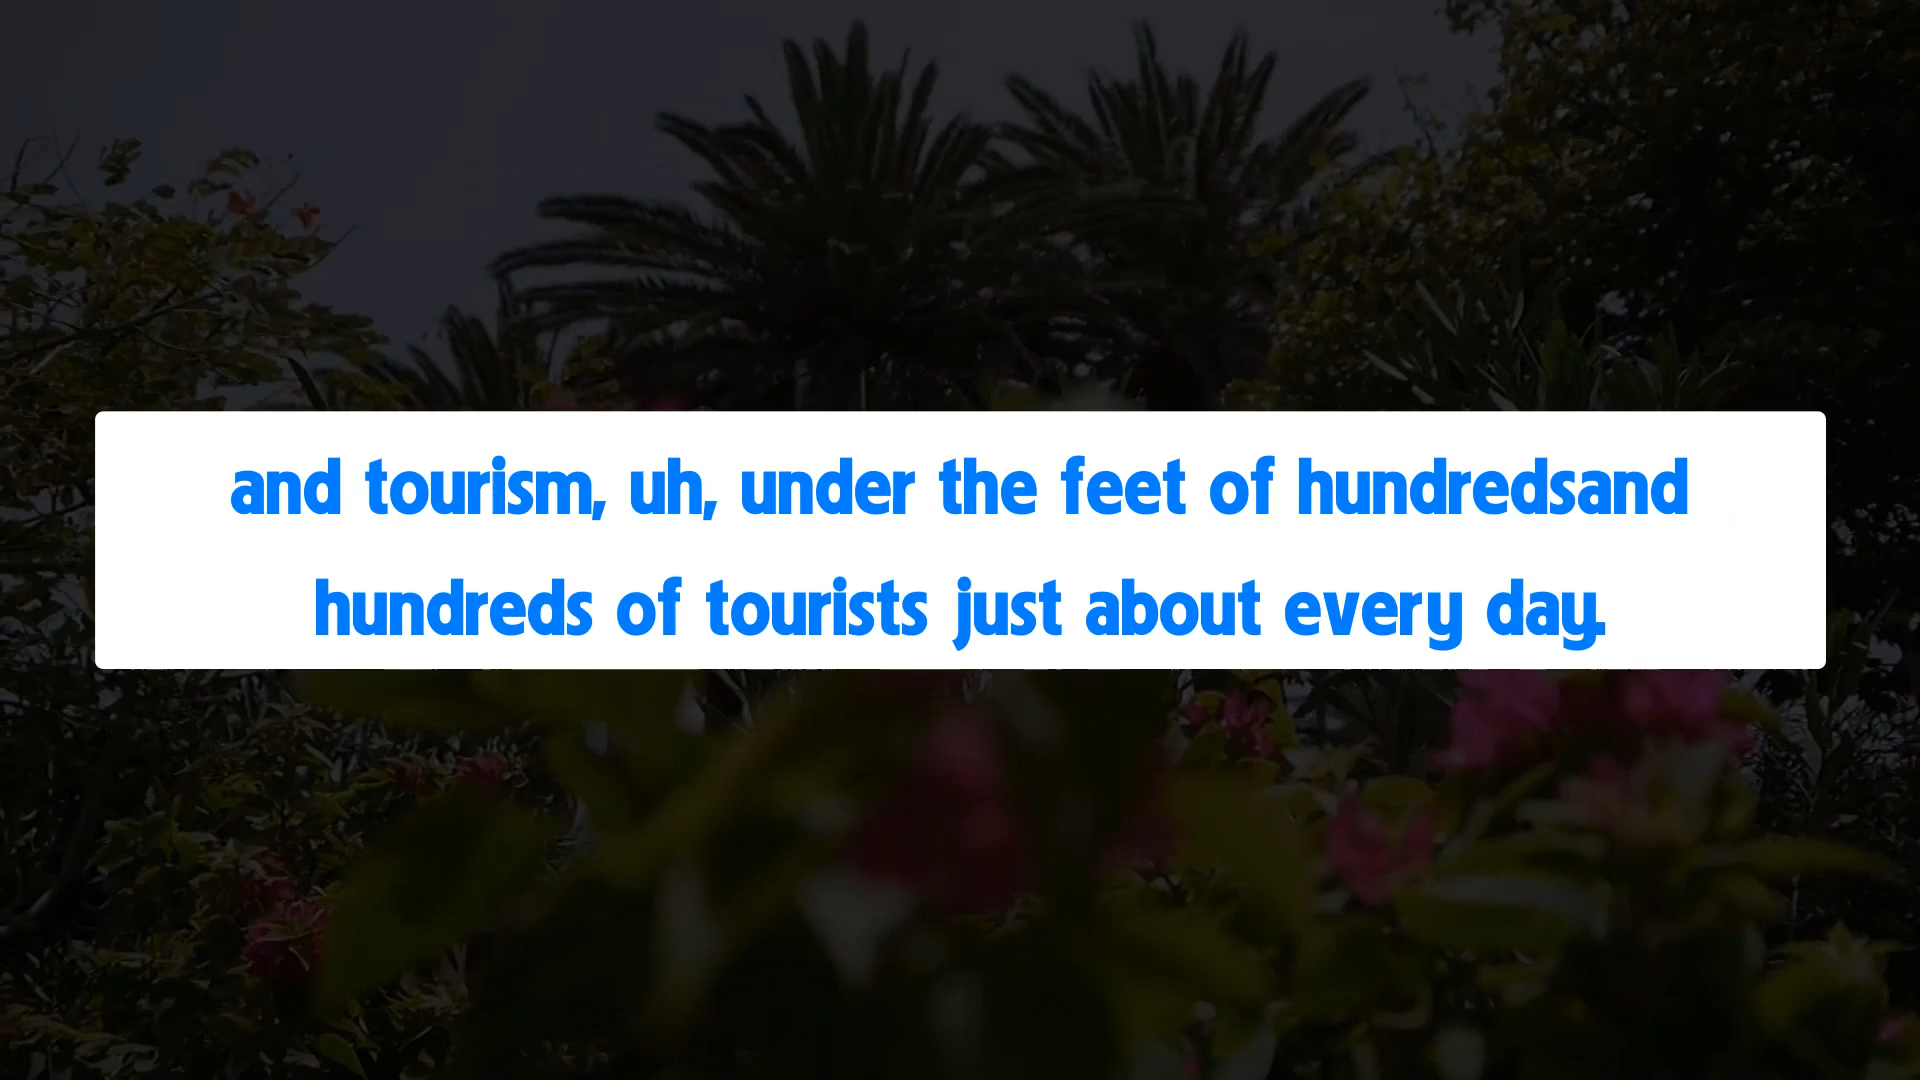 and tourism, uh, under the feet of hundredsand
hundreds of tourists just about every day.